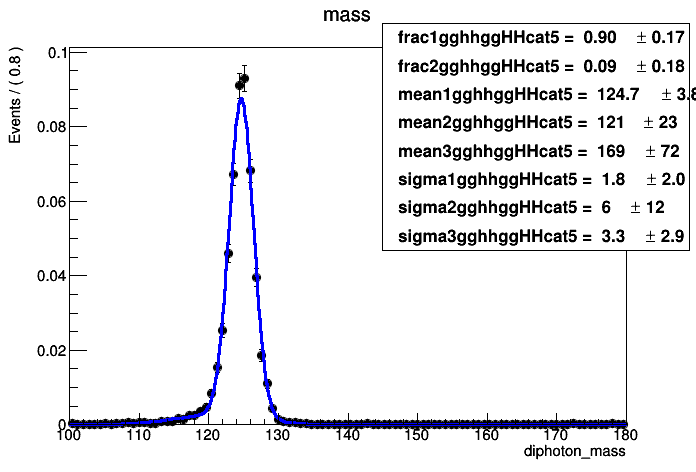 mass
frac1gghhggHHcat5 = 0.90 ± 0.17
frac2gghhggHHcat5 = 0.09 ± 0.18
mean1gghhggHHcat5 = 124.7 ± 3.8
mean2gghhggHHcat5 = 121 ± 23
mean3gghhggHHcat5 = 169 ± 72
sigma1gghhggHHcat5 = 1.8 ± 2.0
sigma2gghhggHHcat5 = 6 ± 12
sigma3gghhggHHcat5 = 3.3 ± 2.9
Events / ( 0.8 )
0.1
0.08
0.06
0.04
0.02
0
100 110 120 130 140 150 160 170 180
diphoton_mass